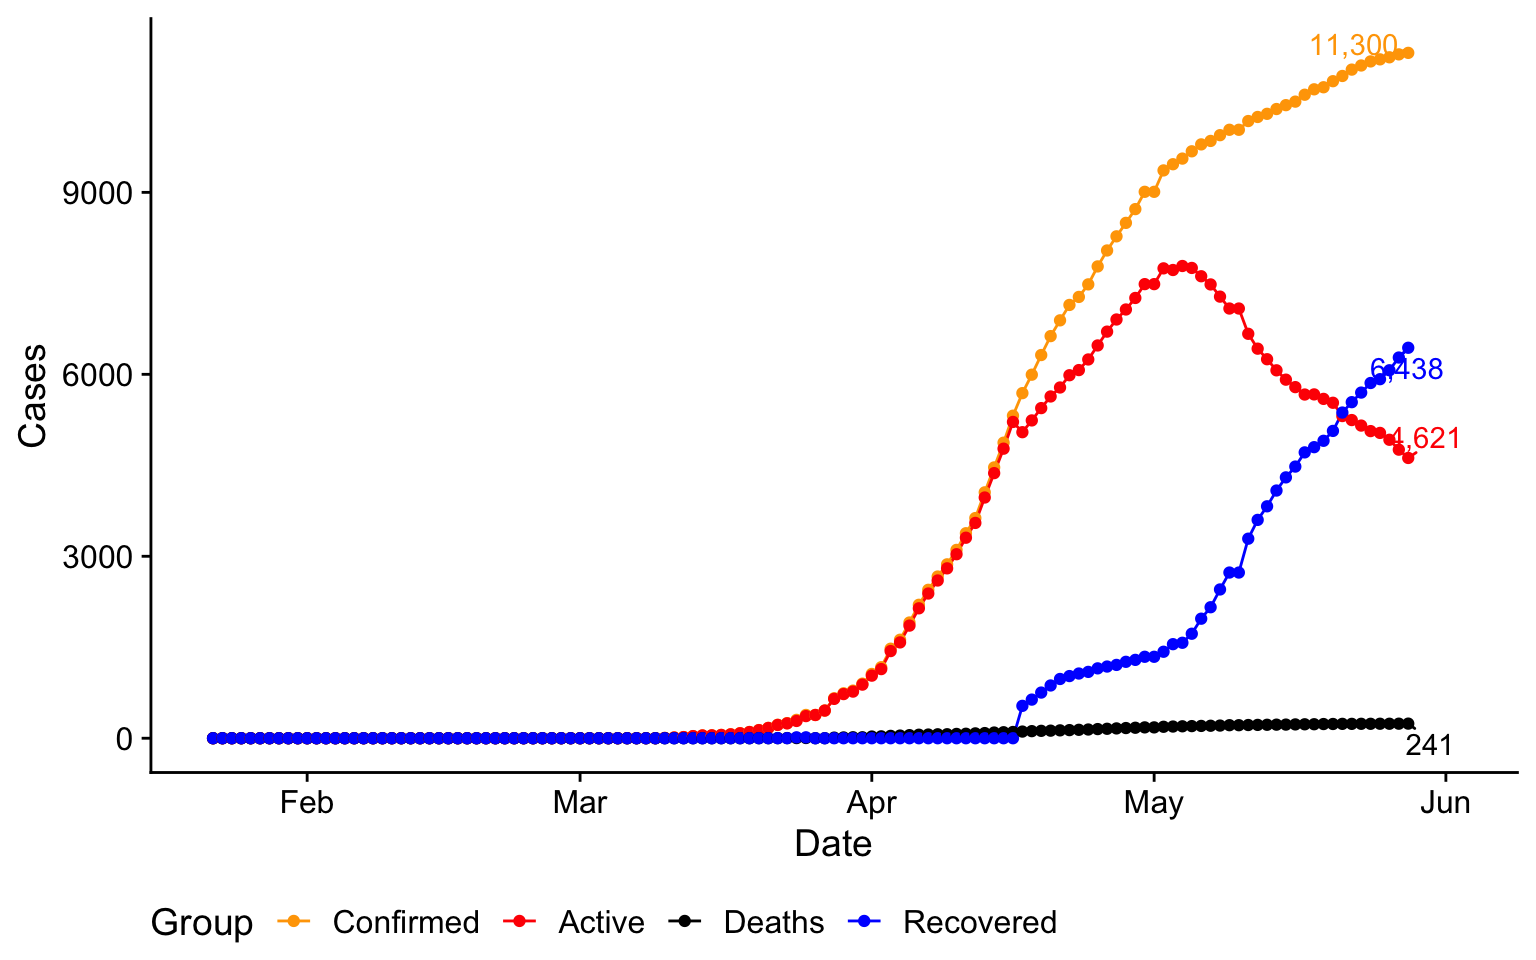 11,300
9000
6000
6,438
4,621
3000
0
241
Feb Mar Apr May Jun
Date
Cases
Group Confirmed Active Deaths Recovered